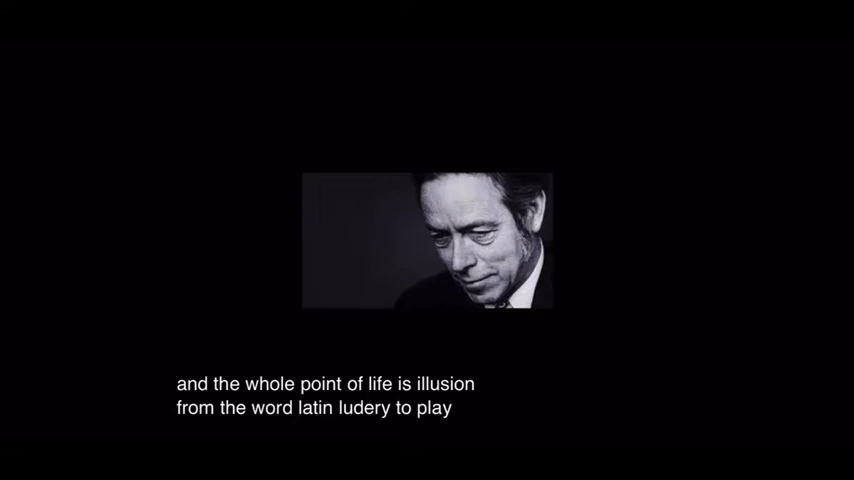 and the whole point of life is illusion
from the word latin ludery to play